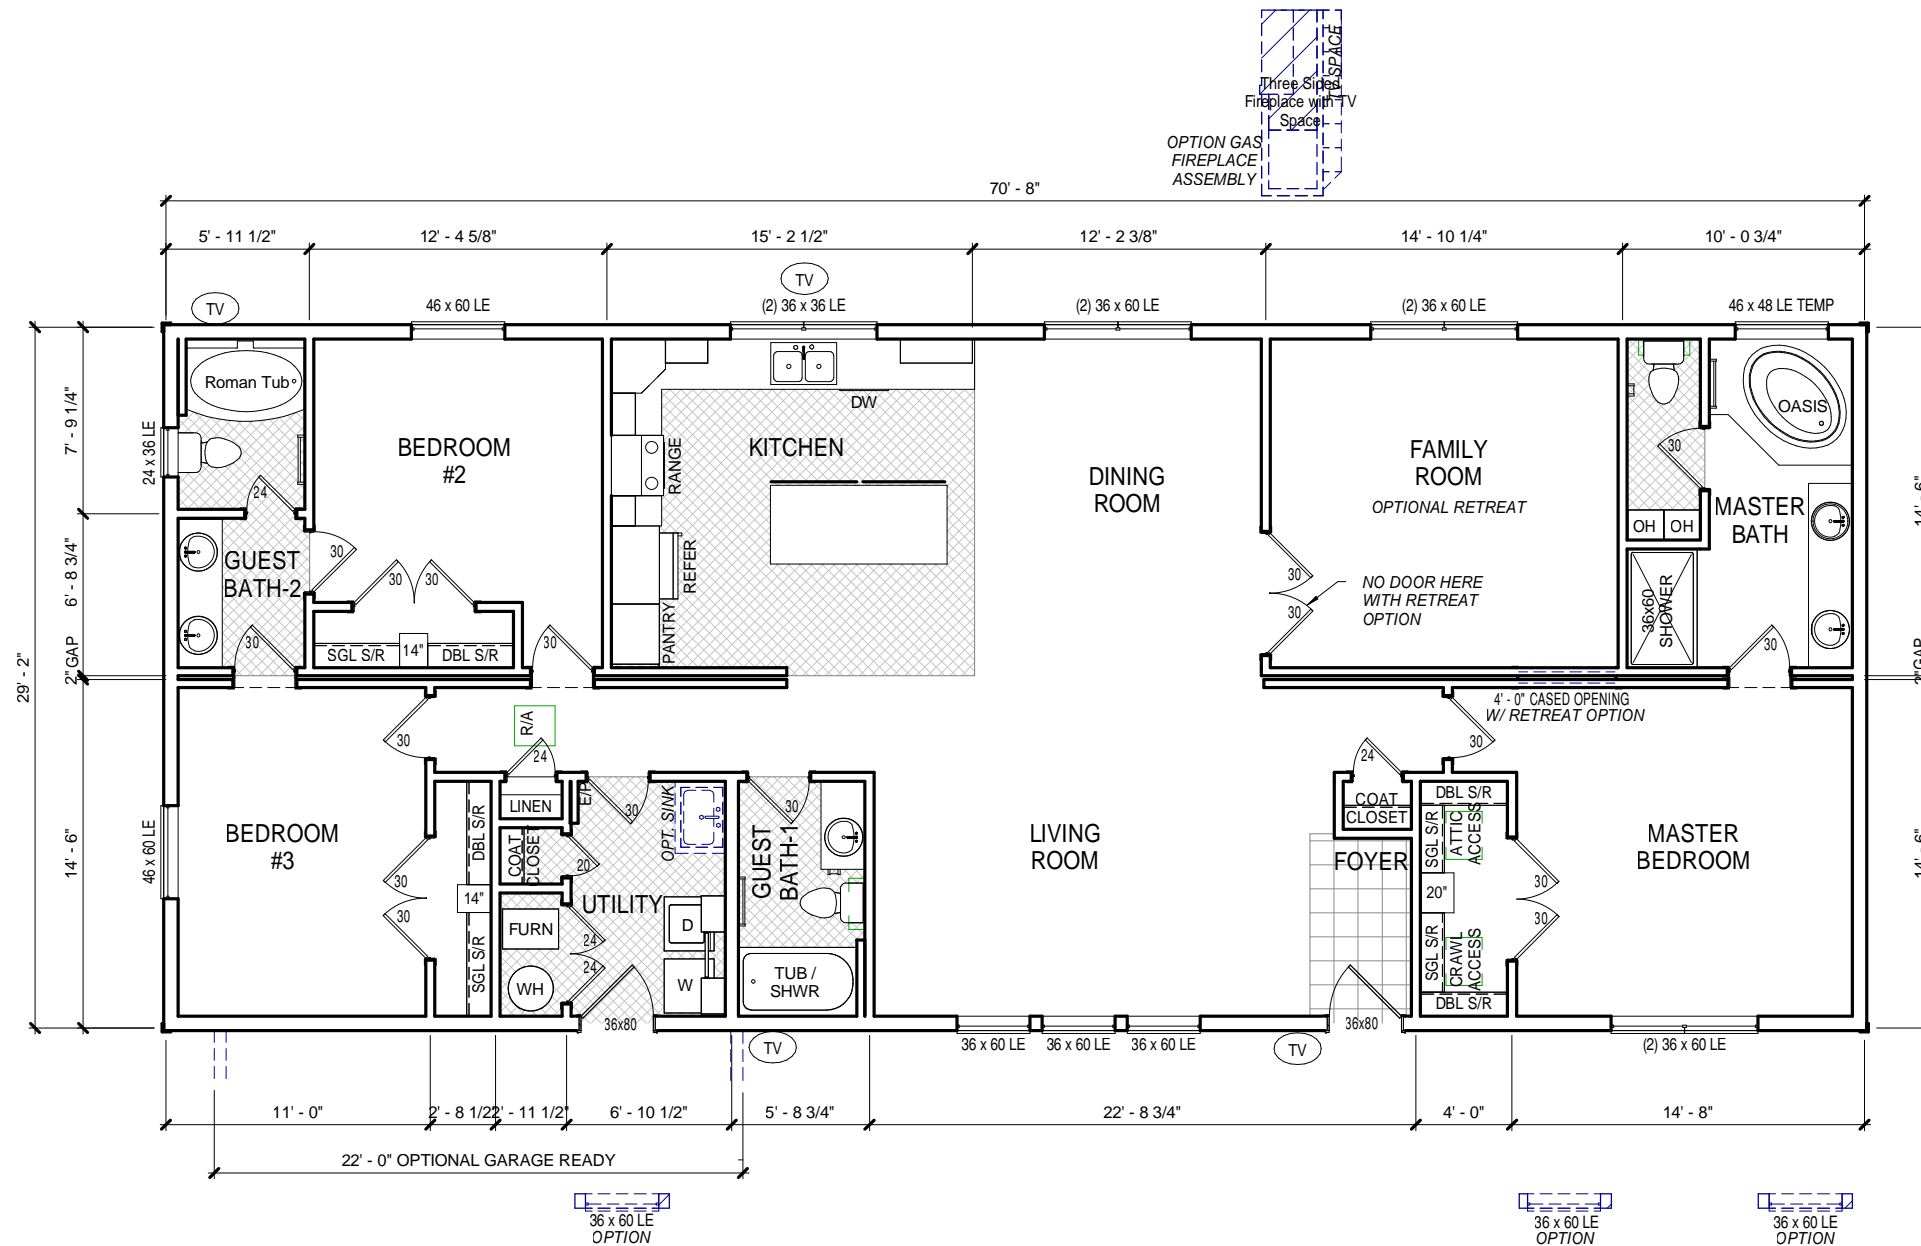 TV SPACE
Three Sided
Fireplace with TV
Space
OPTION GAS
FIREPLACE
ASSEMBLY
70' - 8"
5' - 11 1/2"
12' - 4 5/8"
15' - 2 1/2"
12' - 2 3/8"
14' - 10 1/4"
10' - 0 3/4"
TV
TV
46 x 60 LE
(2) 36 x 36 LE
(2) 36 x 60 LE
(2) 36 x 60 LE
46 x 48 LE TEMP
29' - 2"
7' - 9 1/4"
6' - 8 3/4"
2" GAP
14' - 6"
24 x 36 LE
46 x 60 LE
Roman Tub
24
GUEST
BATH-2
30
30
BEDROOM
#2
30
30
SGL S/R
14"
DBL S/R
30
KITCHEN
DW
RANGE
REFER
PANTRY
DINING
ROOM
FAMILY
ROOM
OPTIONAL RETREAT
30
30
NO DOOR HERE
WITH RETREAT
OPTION
30
OH
OH
36x60
SHOWER
OASIS
MASTER
BATH
30
14' - 6"
2" GAP
14' - 6"
4' - 0" CASED OPENING
W/ RETREAT OPTION
30
BEDROOM
#3
30
30
30
DBL S/R
14"
SGL S/R
R/A
24
LINEN
COAT
CLOSET
20
E/P
30
OPT. SINK
UTILITY
FURN
WH
24
24
D
W
36x80
30
GUEST
BATH-1
TUB /
SHWR
LIVING
ROOM
24
COAT
CLOSET
FOYER
36x80
DBL S/R
SGL S/R
ATTIC
ACCESS
20"
SGL S/R
CRAWL
ACCESS
DBL S/R
30
30
MASTER
BEDROOM
TV
36 x 60 LE
36 x 60 LE
36 x 60 LE
TV
(2) 36 x 60 LE
11' - 0"
2' - 8 1/2"
2' - 11 1/2"
6' - 10 1/2"
5' - 8 3/4"
22' - 8 3/4"
4' - 0"
14' - 8"
22' - 0" OPTIONAL GARAGE READY
36 x 60 LE
OPTION
36 x 60 LE
OPTION
36 x 60 LE
OPTION